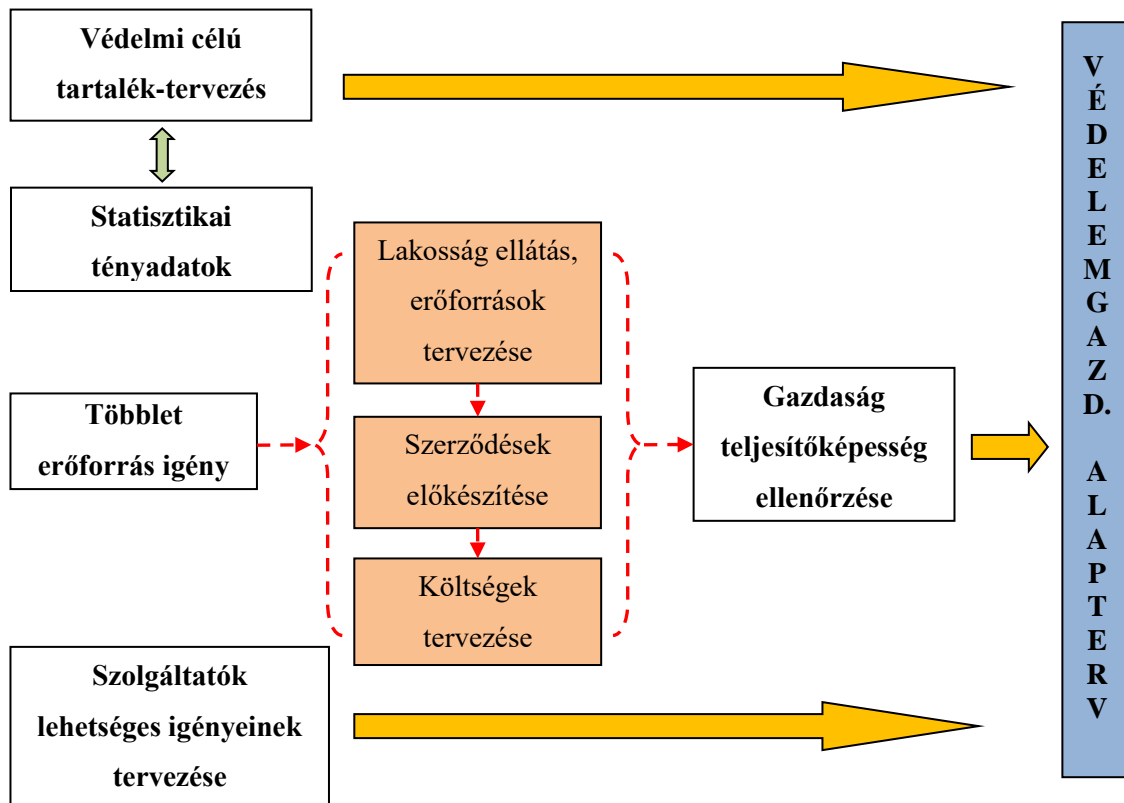 Védelmi célú
tartalék-tervezés
Statisztikai
tényadatok
Többlet
erőforrás igény
Szolgáltatók
lehetséges igényeinek
tervezése
Lakosság ellátás,
erőforrások
tervezése
Szerződések
előkészítése
Költségek
tervezése
Gazdaság
teljesítőképesség
ellenőrzése
V
É
D
E
L
E
M
G
A
Z
D.
A
L
A
P
T
E
R
V